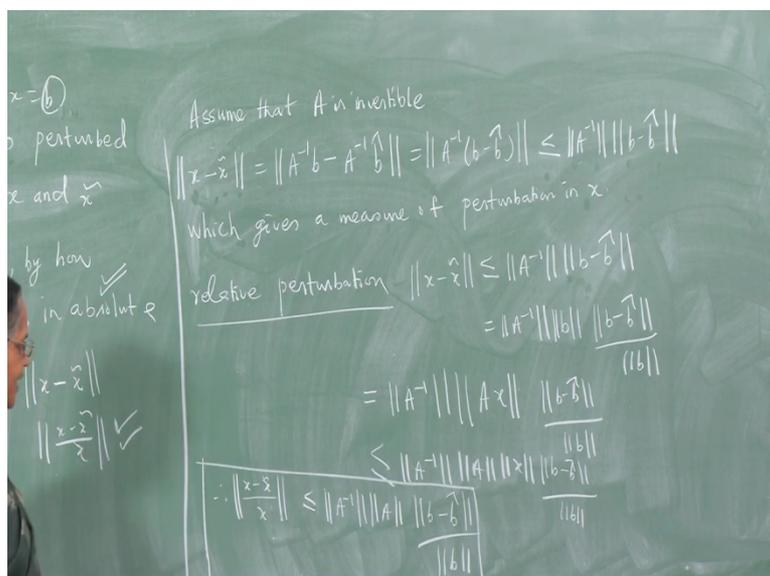 x = b
perturbed
x and x̂
by how
in absolute
||x - x̂||
||(x - x̂)/x||
Assume that A is invertible
||x - x̂|| = ||A⁻¹b - A⁻¹b̂|| = ||A⁻¹(b - b̂)|| ≤ ||A⁻¹|| ||b - b̂||
which gives a measure of perturbation in x.
relative perturbation ||x - x̂|| ≤ ||A⁻¹|| ||b - b̂||
= ||A⁻¹|| ||b|| ||b - b̂||/||b||
= ||A⁻¹|| ||Ax|| ||b - b̂||/||b||
≤ ||A⁻¹|| ||A|| ||x|| ||b - b̂||/||b||
∴ ||(x - x̂)/x|| ≤ ||A⁻¹|| ||A|| ||b - b̂||/||b||